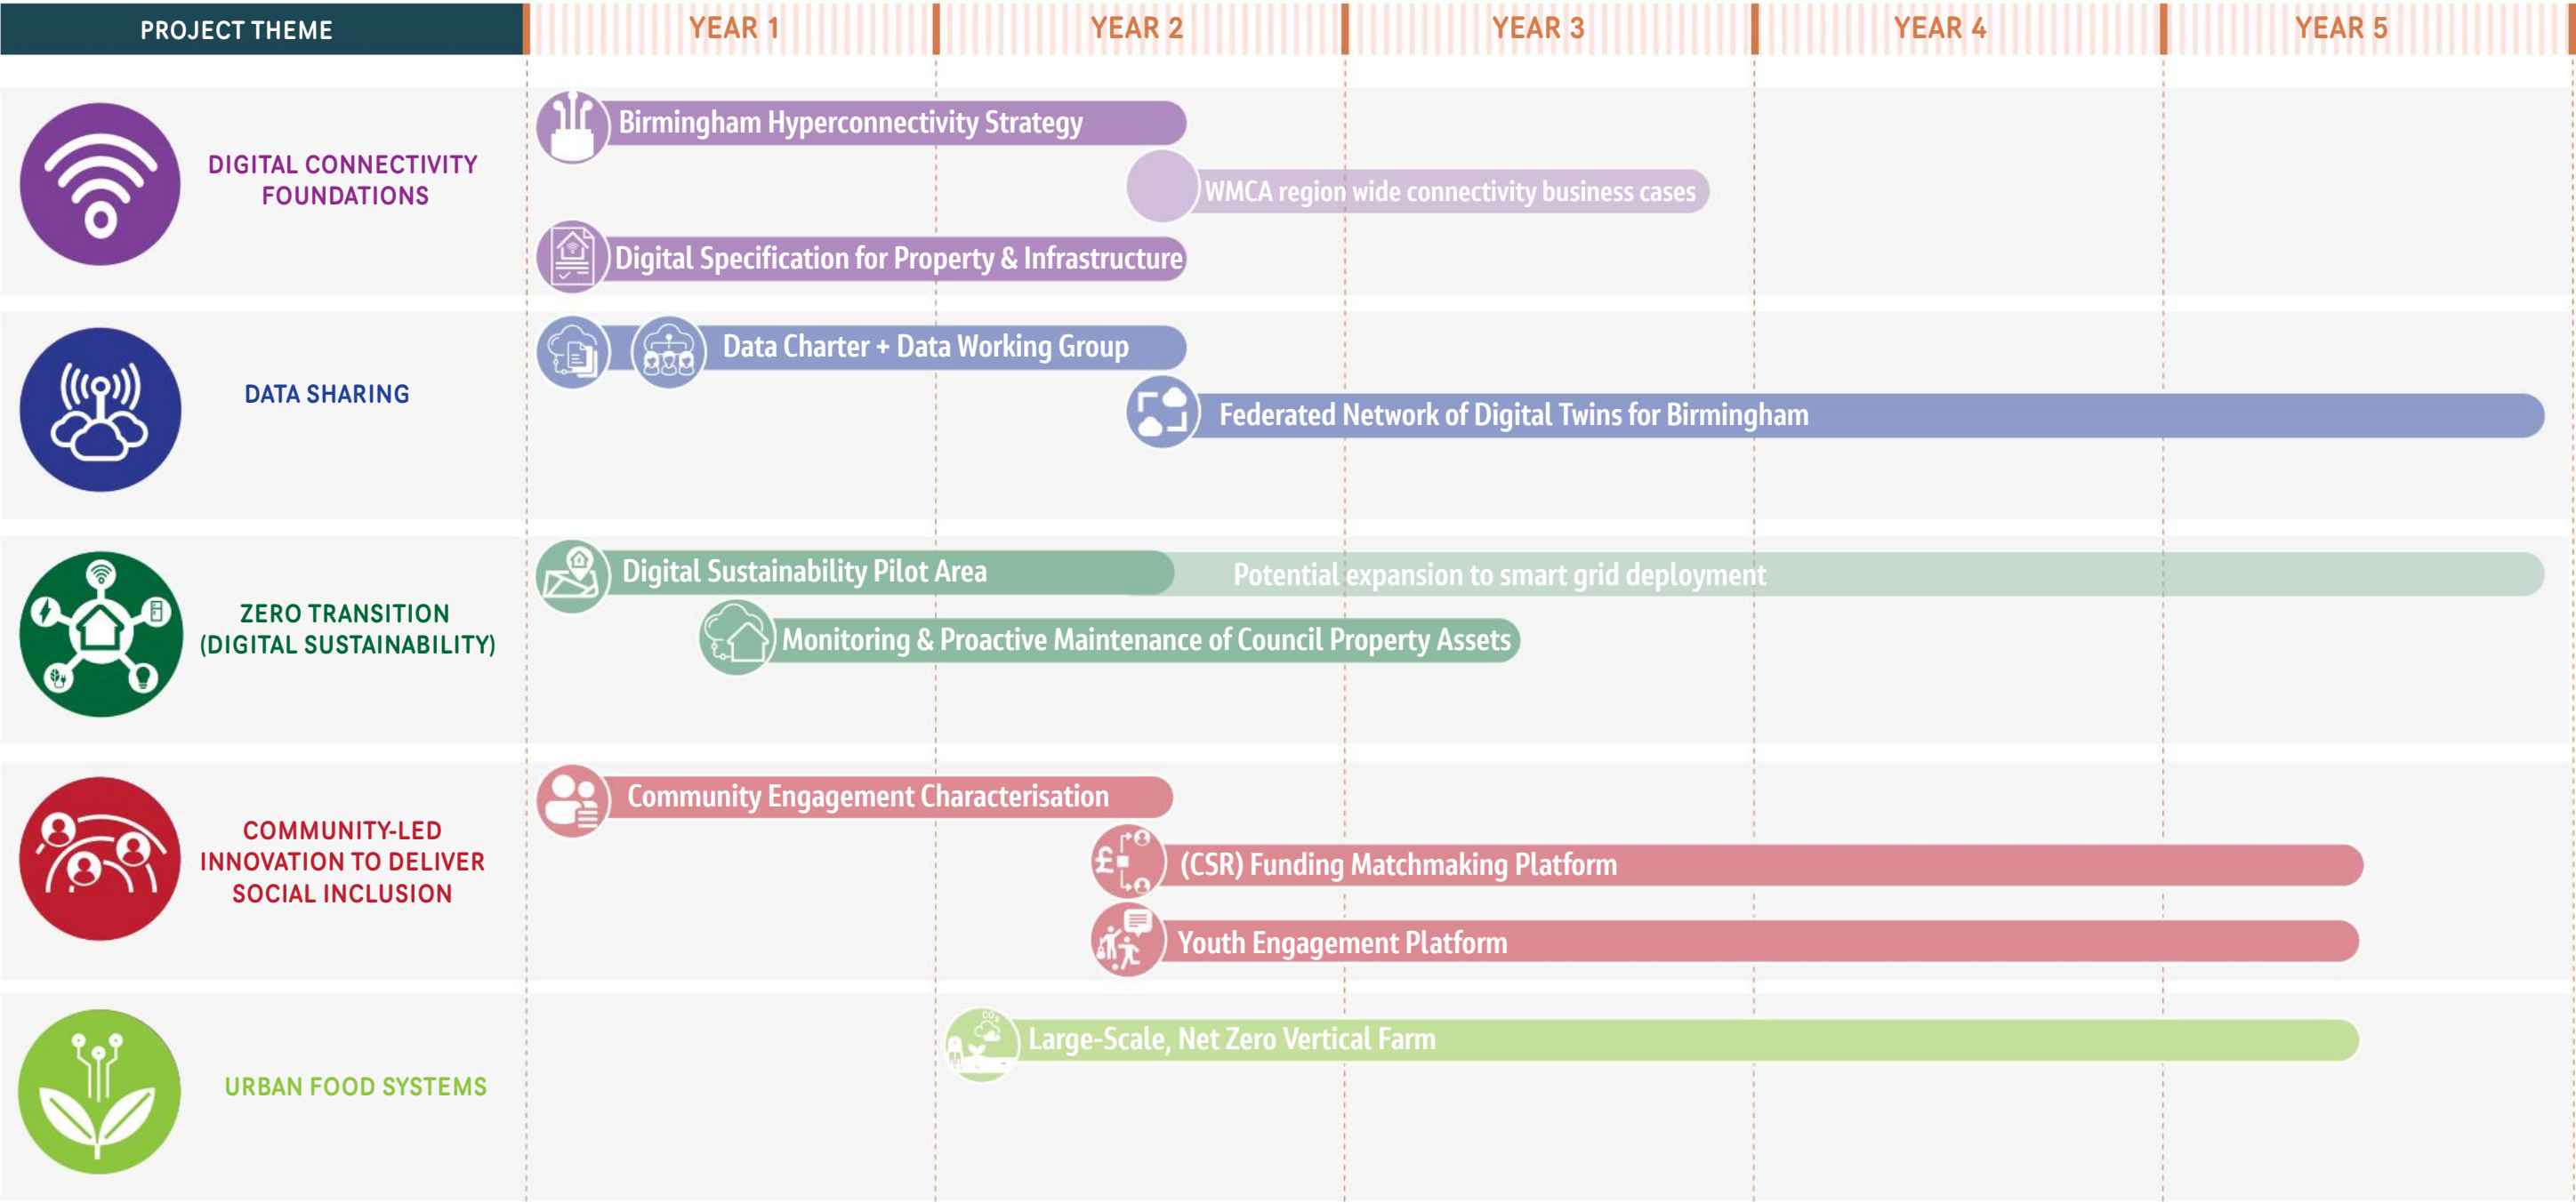 PROJECT THEME
YEAR 1
YEAR 2
YEAR 3
YEAR 4
YEAR 5
DIGITAL CONNECTIVITY
FOUNDATIONS
Birmingham Hyperconnectivity Strategy
WMCA region wide connectivity business cases
Digital Specification for Property & Infrastructure
DATA SHARING
Data Charter + Data Working Group
Federated Network of Digital Twins for Birmingham
ZERO TRANSITION
(DIGITAL SUSTAINABILITY)
Digital Sustainability Pilot Area
Potential expansion to smart grid deployment
Monitoring & Proactive Maintenance of Council Property Assets
COMMUNITY-LED
INNOVATION TO DELIVER
SOCIAL INCLUSION
Community Engagement Characterisation
£
(CSR) Funding Matchmaking Platform
Youth Engagement Platform
URBAN FOOD SYSTEMS
Large-Scale, Net Zero Vertical Farm